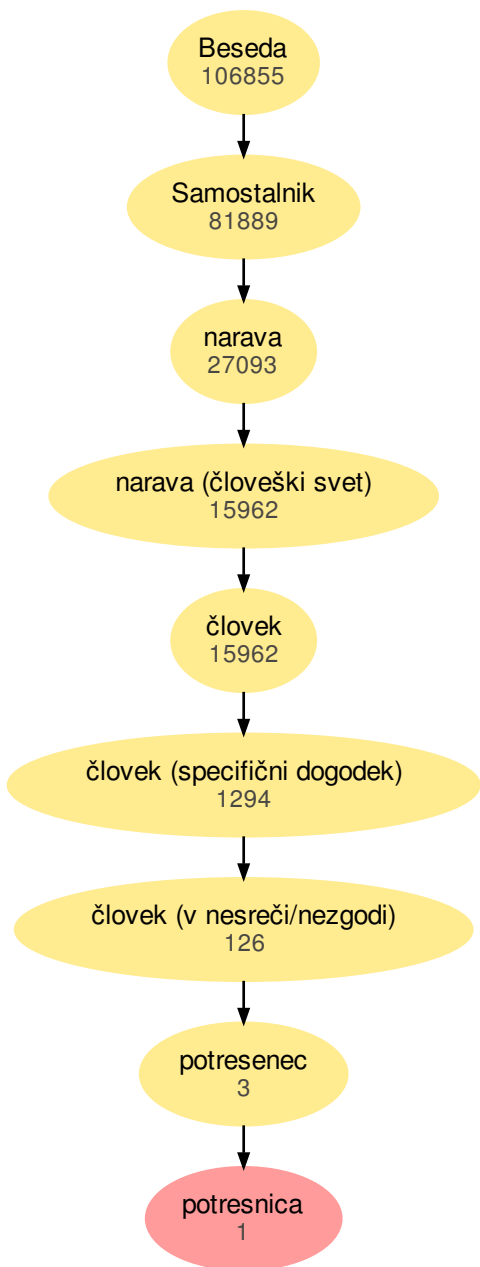 Beseda
106855
Samostalnik
81889
narava
27093
narava (človeški svet)
15962
človek
15962
človek (specifični dogodek)
1294
človek (v nesreči/nezgodi)
126
potresenec
3
potresnica
1